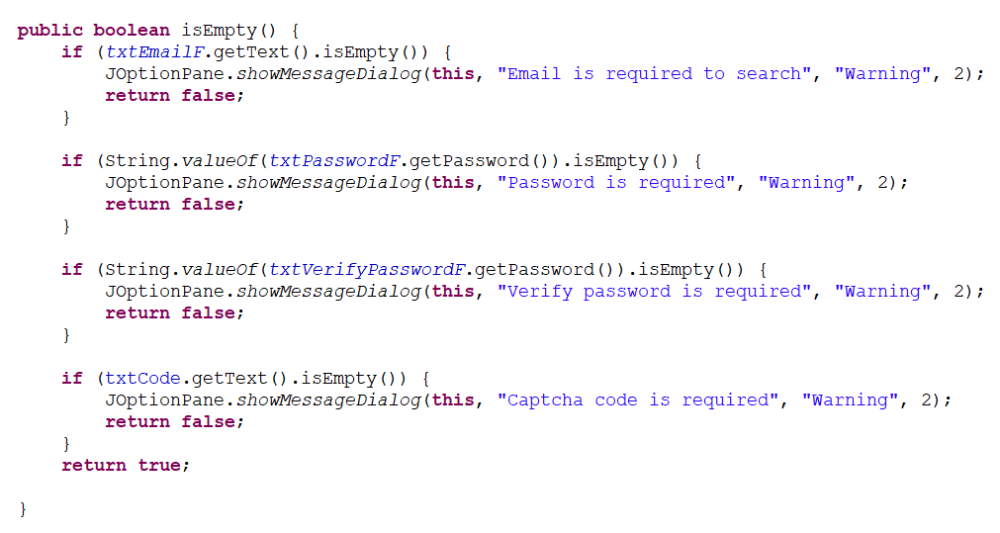 public boolean isEmpty() {
    if (txtEmailF.getText().isEmpty()) {
        JOptionPane.showMessageDialog(this, "Email is required to search", "Warning", 2);
        return false;
    }

    if (String.valueOf(txtPasswordF.getPassword()).isEmpty()) {
        JOptionPane.showMessageDialog(this, "Password is required", "Warning", 2);
        return false;
    }

    if (String.valueOf(txtVerifyPasswordF.getPassword()).isEmpty()) {
        JOptionPane.showMessageDialog(this, "Verify password is required", "Warning", 2);
        return false;
    }

    if (txtCode.getText().isEmpty()) {
        JOptionPane.showMessageDialog(this, "Captcha code is required", "Warning", 2);
        return false;
    }
    return true;

}